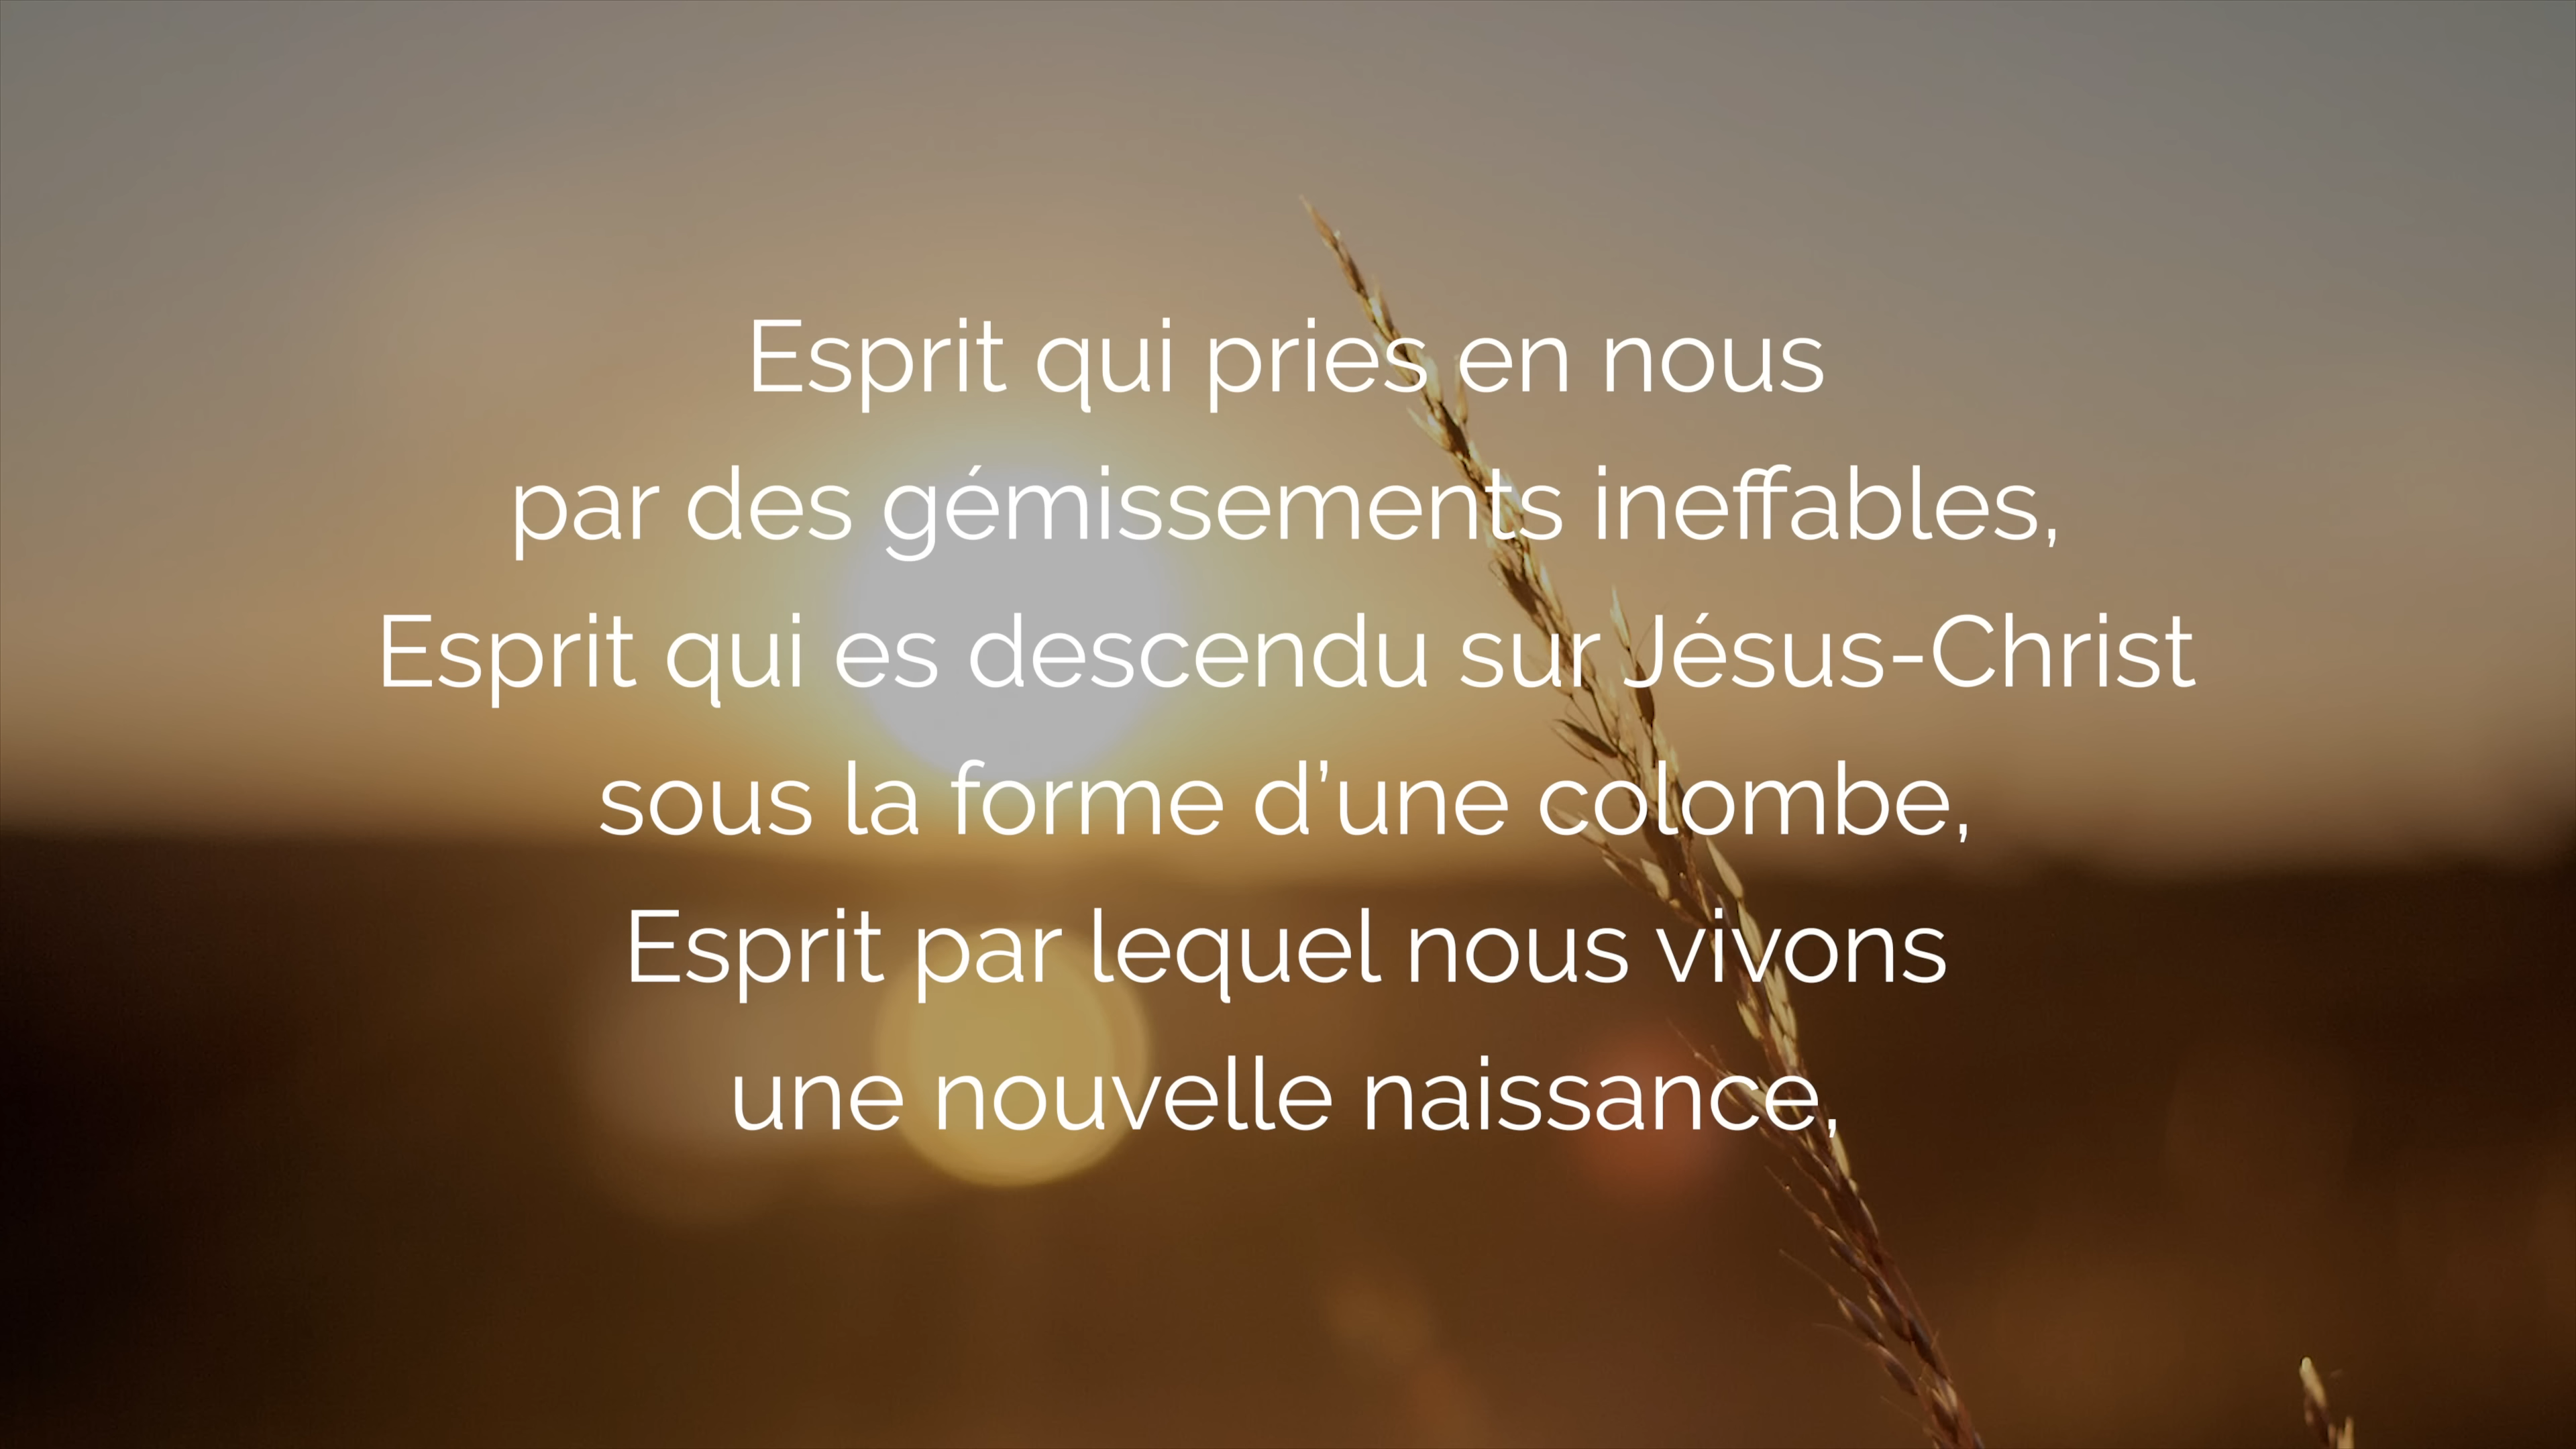 Esprit qui pries en nous
par des gémissements ineffables,
Esprit qui es descendu sur Jésus-Christ
sous la forme d’une colombe,
Esprit par lequel nous vivons
une nouvelle naissance,